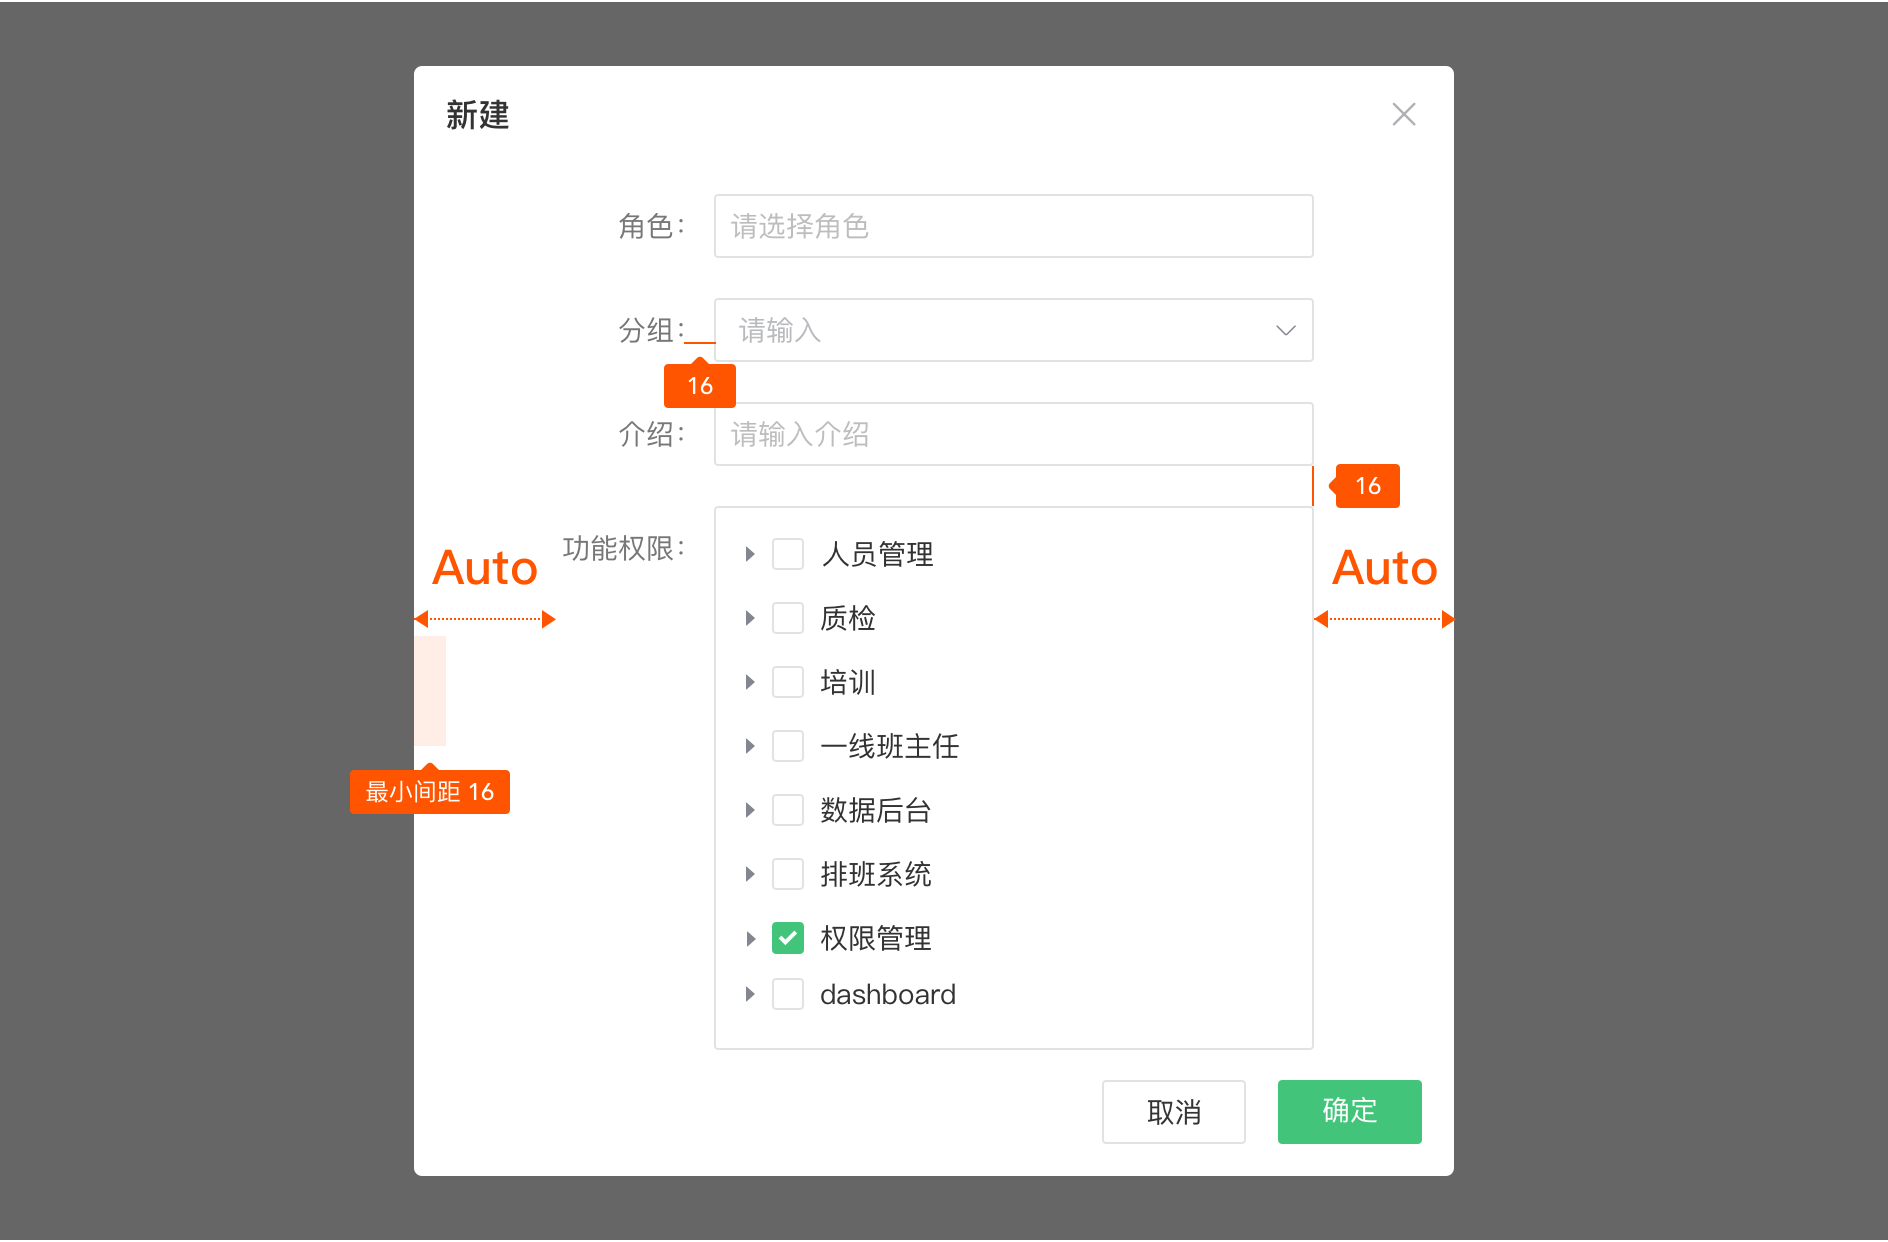 新建
角色：
请选择角色
分组：
请输入
16
介绍：
请输入介绍
16
功能权限：
Auto
Auto
最小间距 16
人员管理
质检
培训
一线班主任
数据后台
排班系统
权限管理
dashboard
取消
确定